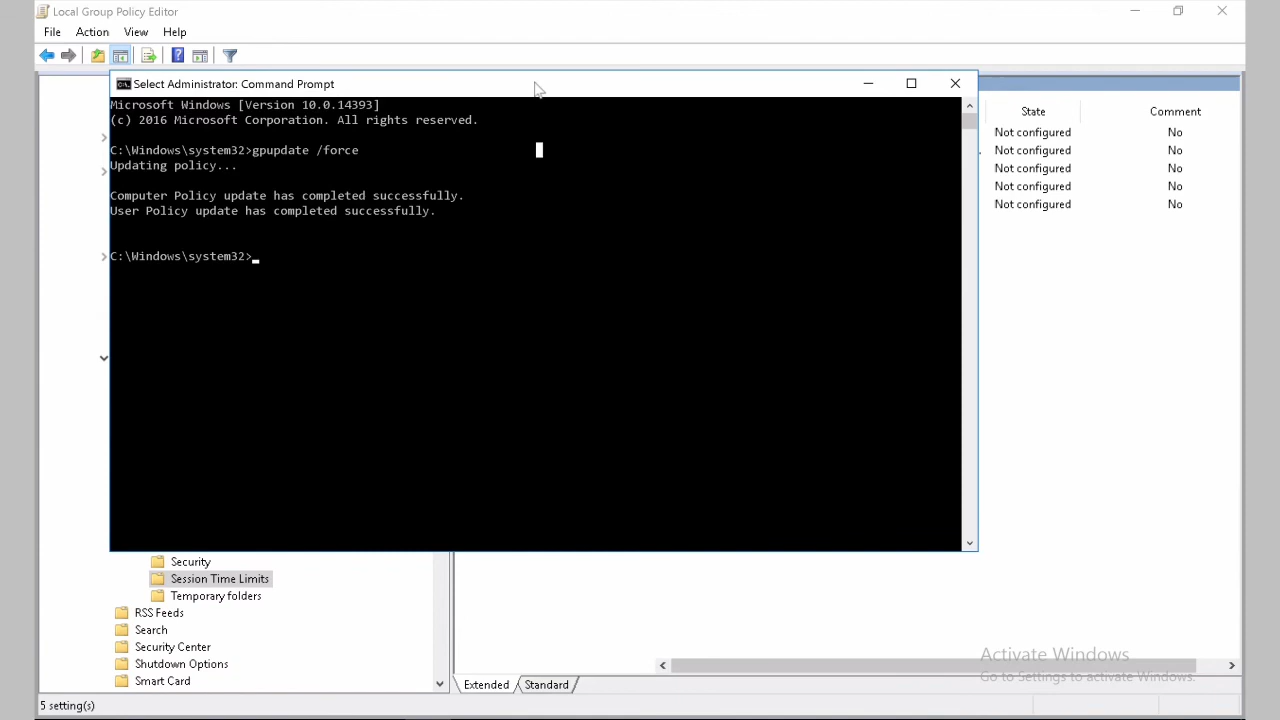 Local Group Policy Editor
File Action View Help
Select Administrator: Command Prompt
Microsoft Windows [Version 10.0.14393]
(c) 2016 Microsoft Corporation. All rights reserved.
C:\Windows\system32>gpupdate /force
Updating policy...
Computer Policy update has completed successfully.
User Policy update has completed successfully.
C:\Windows\system32>
State Comment
Not configured No
Not configured No
Not configured No
Not configured No
Not configured No
Security
Session Time Limits
Temporary folders
RSS Feeds
Search
Security Center
Shutdown Options
Smart Card
Extended Standard
Activate Windows
Go to Settings to activate Windows.
5 setting(s)